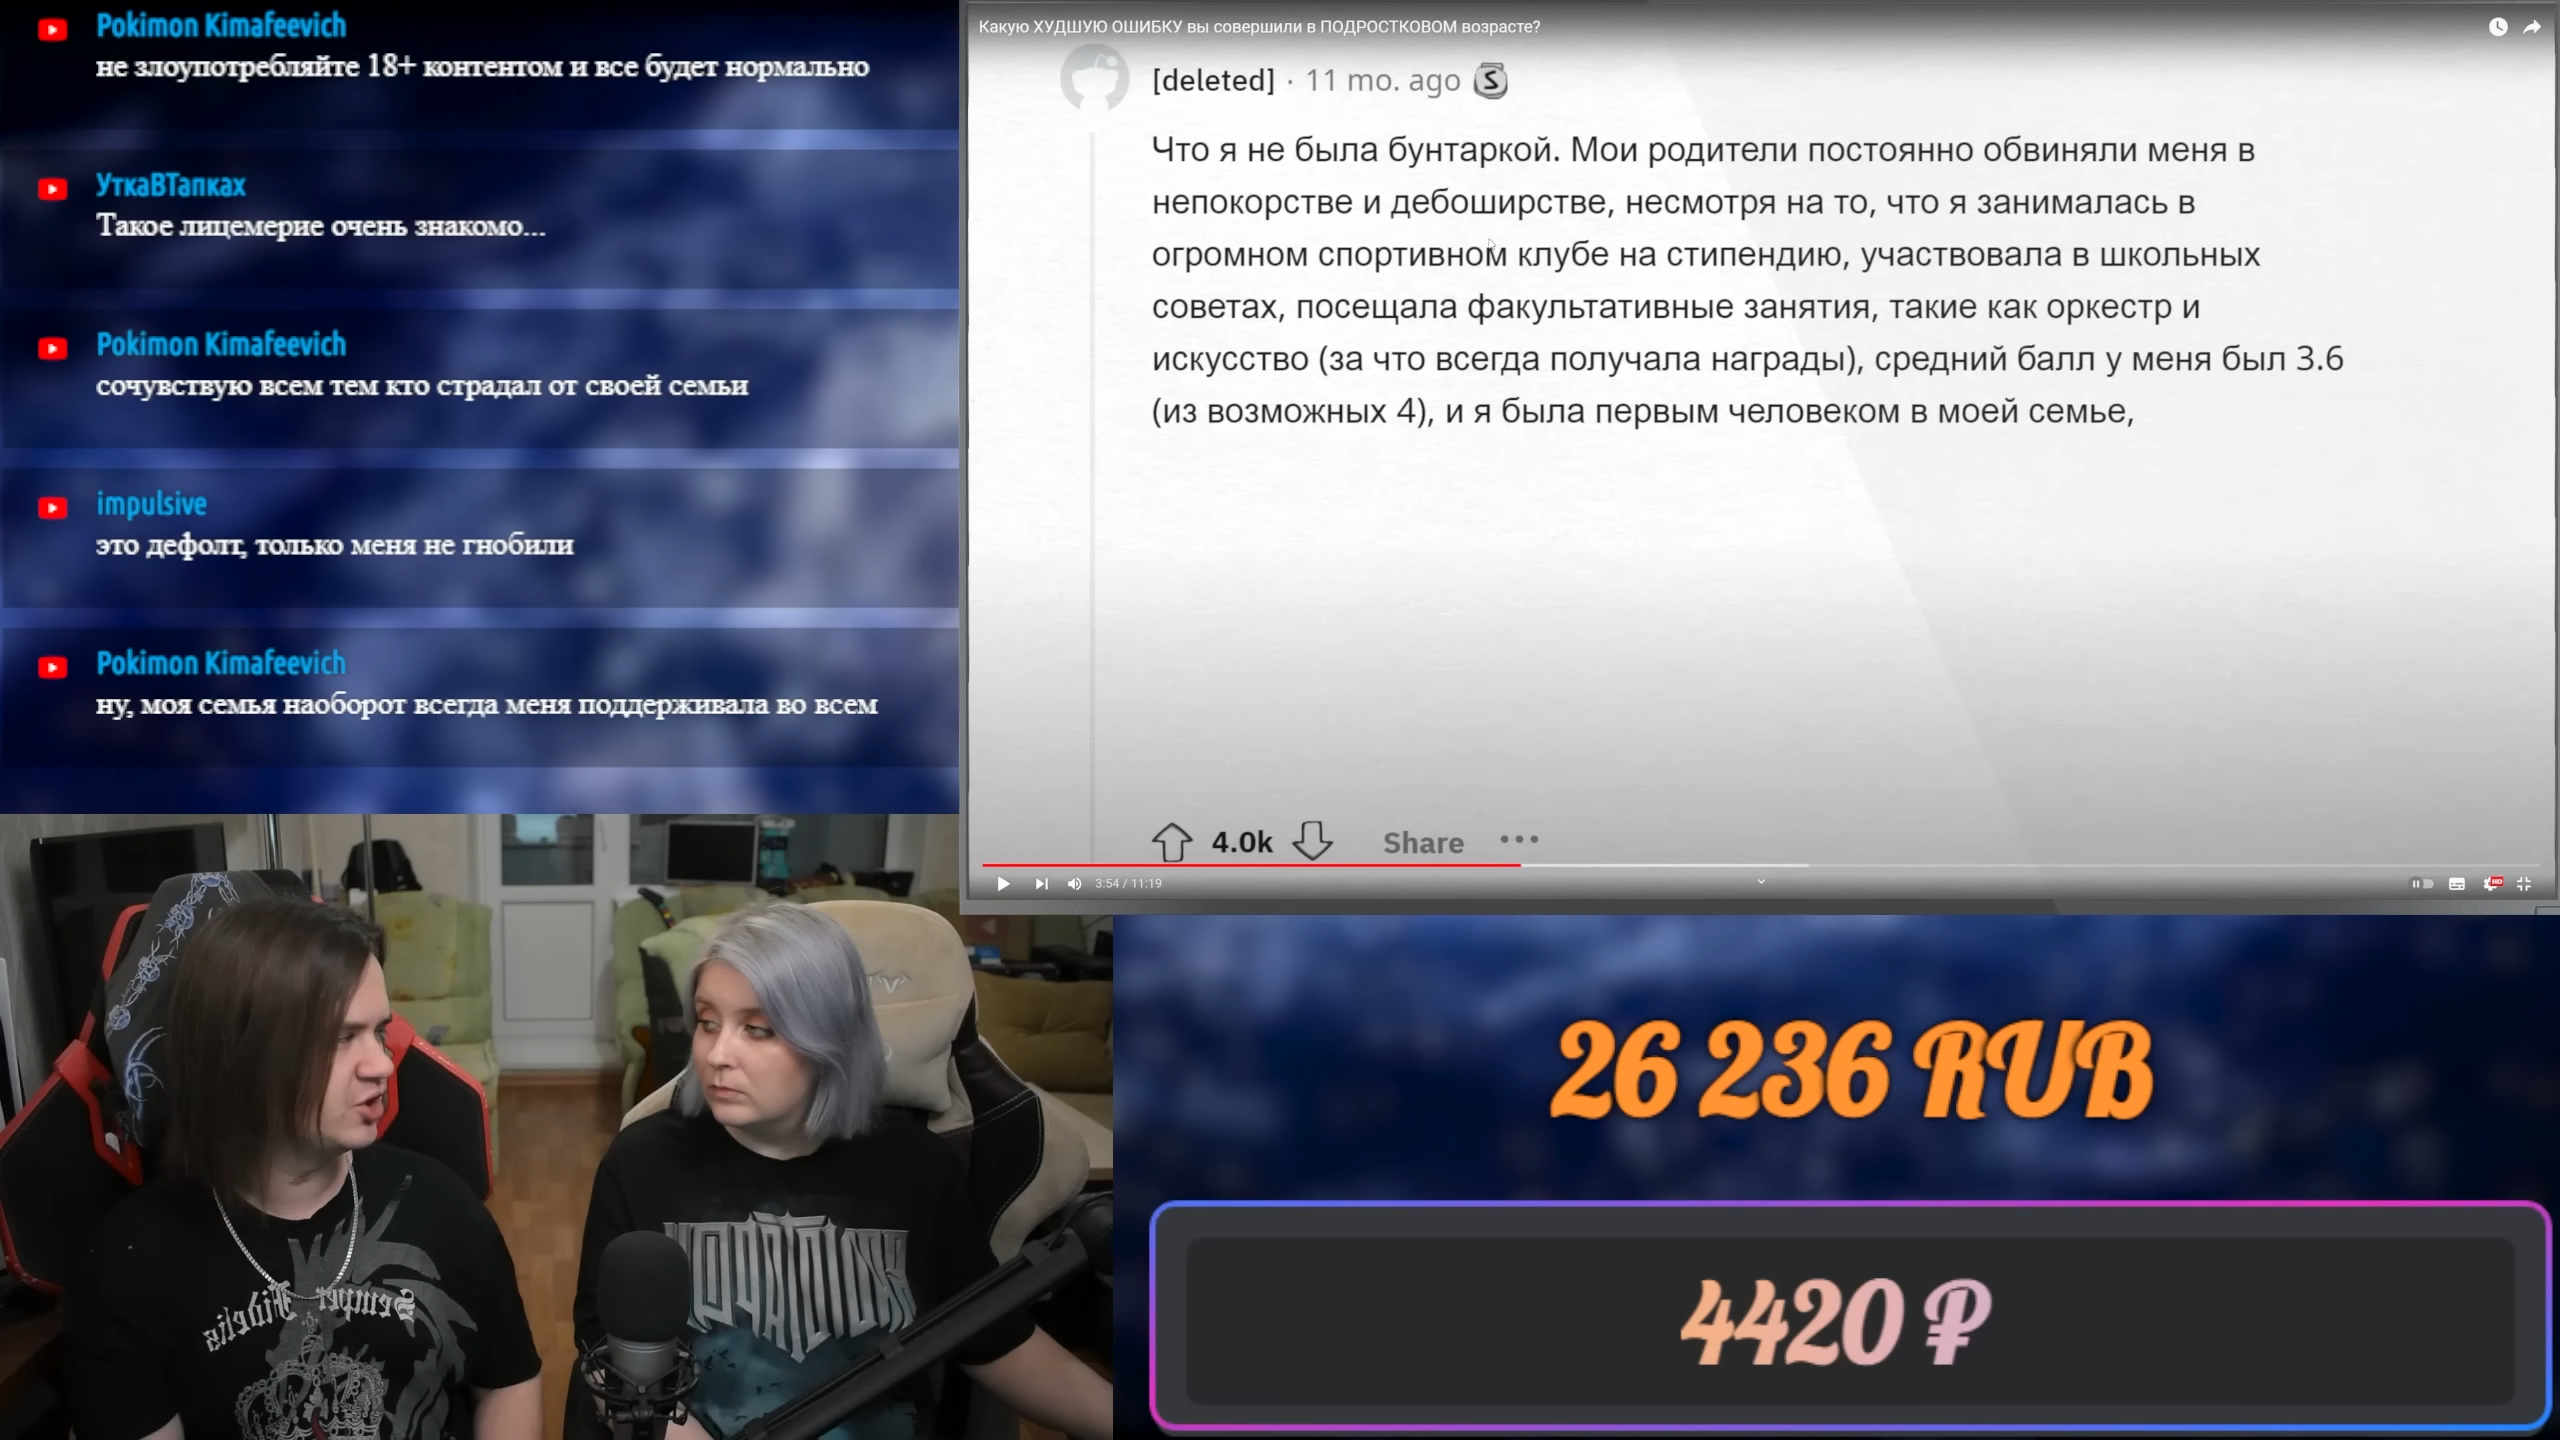 Pokimon Kimafeevich
не злоупотребляйте 18+ контентом и все будет нормально
УткаВТапках
Такое лицемерие очень знакомо...
Pokimon Kimafeevich
сочувствую всем тем кто страдал от своей семьи
impulsive
это дефолт, только меня не гнобили
Pokimon Kimafeevich
ну, моя семья наоборот всегда меня поддерживала во всем
Какую ХУДШУЮ ОШИБКУ вы совершили в ПОДРОСТКОВОМ возрасте?
[deleted] · 11 mo. ago S
Что я не была бунтаркой. Мои родители постоянно обвиняли меня в
непокорстве и дебоширстве, несмотря на то, что я занималась в
огромном спортивном клубе на стипендию, участвовала в школьных
советах, посещала факультативные занятия, такие как оркестр и
искусство (за что всегда получала награды), средний балл у меня был 3.6
(из возможных 4), и я была первым человеком в моей семье,
4.0k Share
3:54 / 11:19
HD
Semper Fidelis
26 236 RUB
4420 ₽